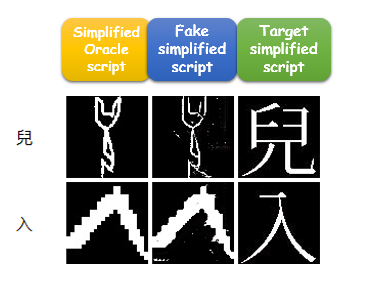 Simplified Oracle script
Fake simplified script
Target simplified script
兒
兒
入
入